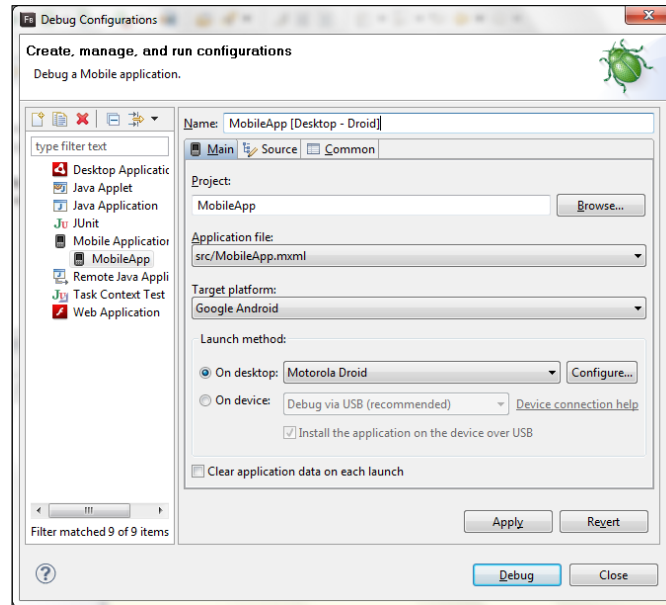 Fb Debug Configurations
Create, manage, and run configurations
Debug a Mobile application.
type filter text
Desktop Applicatic
Java Applet
Java Application
Ju JUnit
Mobile Application
MobileApp
Remote Java Appli
Task Context Test
Web Application
Filter matched 9 of 9 items
Name: MobileApp [Desktop - Droid]
Main Source Common
Project:
MobileApp Browse...
Application file:
src/MobileApp.mxml
Target platform:
Google Android
Launch method:
On desktop: Motorola Droid Configure...
On device: Debug via USB (recommended) Device connection help
Install the application on the device over USB
Clear application data on each launch
Apply Revert
? Debug Close